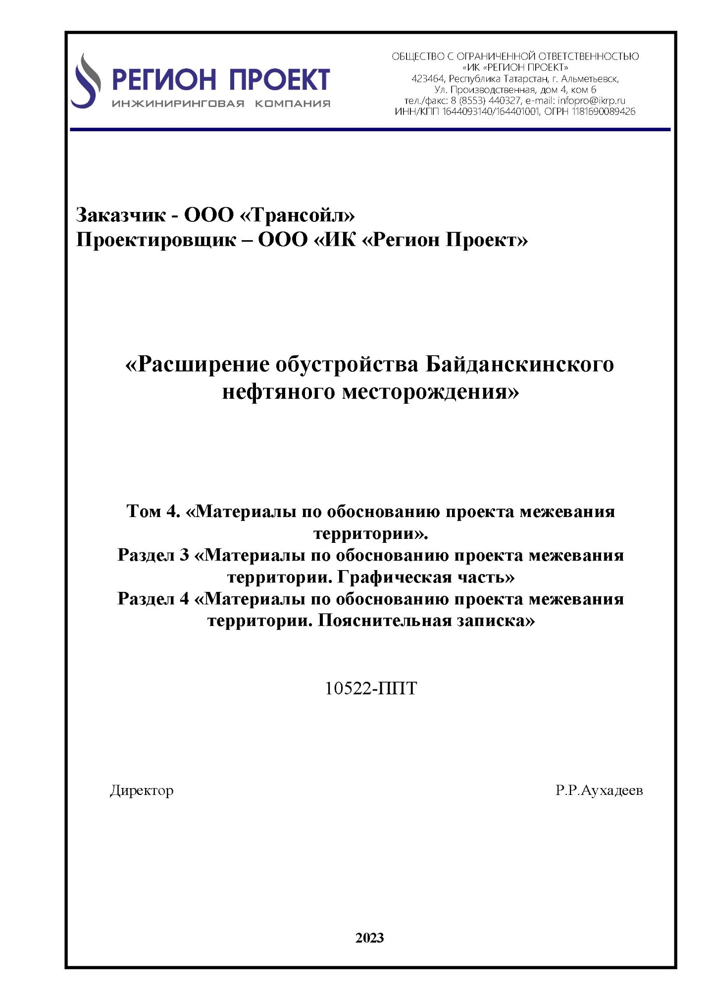 РЕГИОН ПРОЕКТ
ИНЖИНИРИНГОВАЯ КОМПАНИЯ
ОБЩЕСТВО С ОГРАНИЧЕННОЙ ОТВЕТСТВЕННОСТЬЮ
«ИК «РЕГИОН ПРОЕКТ»
423464, Республика Татарстан, г. Альметьевск,
Ул. Производственная, дом 4, ком 6
тел./факс: 8 (8553) 440327, e-mail: infopro@ikrp.ru
ИНН/КПП 1644093140/164401001, ОГРН 1181690089426
Заказчик - ООО «Трансойл»
Проектировщик – ООО «ИК «Регион Проект»
«Расширение обустройства Байданскинского
нефтяного месторождения»
Том 4. «Материалы по обоснованию проекта межевания
территории».
Раздел 3 «Материалы по обоснованию проекта межевания
территории. Графическая часть»
Раздел 4 «Материалы по обоснованию проекта межевания
территории. Пояснительная записка»
10522-ППТ
Директор Р.Р.Аухадеев
2023